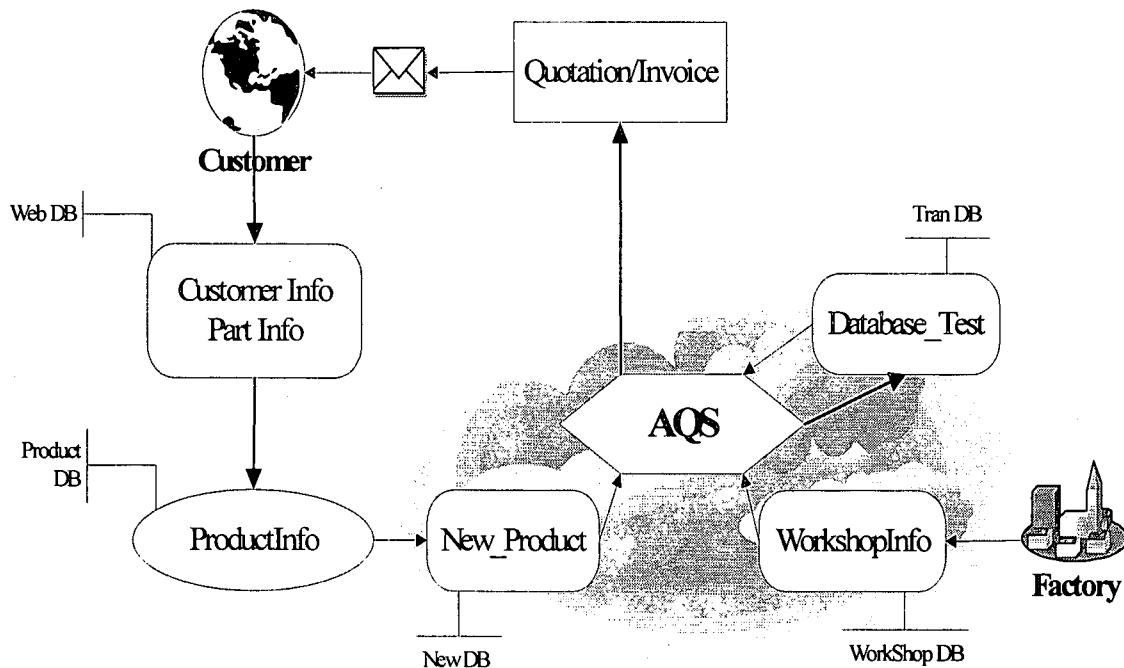 Quotation/Invoice
Customer
Web DB
Tran DB
Customer Info
Part Info
Database_Test
AQS
Product
DB
ProductInfo
New_Product
WorkshopInfo
Factory
New DB
WorkShop DB